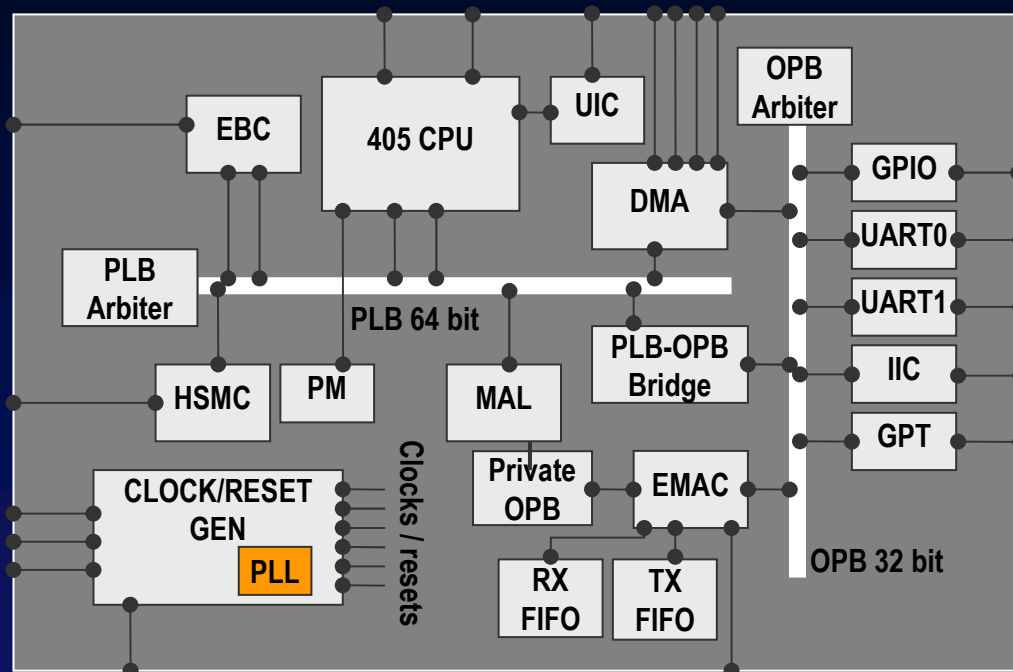 OPB
Arbiter
UIC
EBC
405 CPU
GPIO
DMA
UART0
PLB
Arbiter
PLB 64 bit
UART1
PLB-OPB
Bridge
IIC
HSMC
PM
MAL
GPT
Clocks / resets
Private
OPB
EMAC
CLOCK/RESET
GEN
PLL
OPB 32 bit
RX
FIFO
TX
FIFO